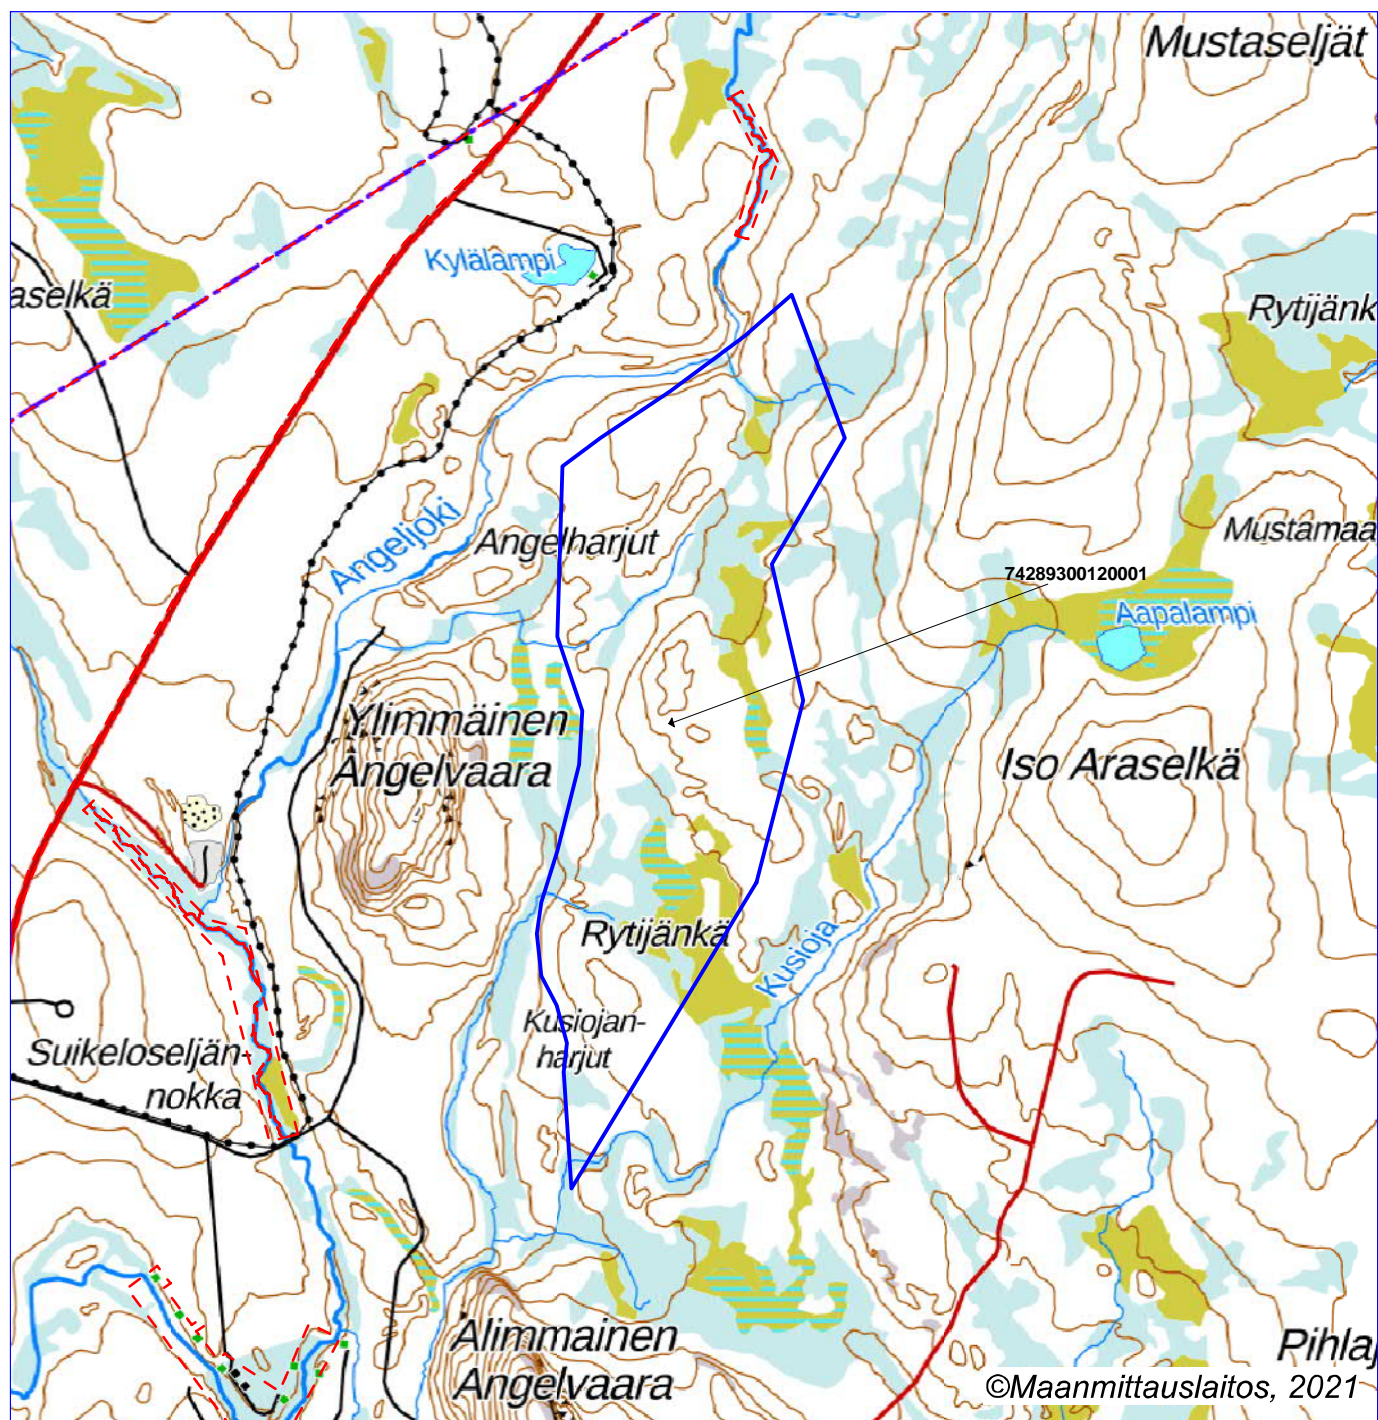 Mustaseljät
Kylälampi
aselkä
Rytijänk
Angeljoki
Angelharjut
Mustamaa
74289300120001
Aapalampi
Ylimmäinen
Angelvaara
Iso Araselkä
Rytijänkä
Kusioja
Kusiojan-
harjut
Suikeloseljän-
nokka
Alimmainen
Angelvaara
Pihlaj
©Maanmittauslaitos, 2021